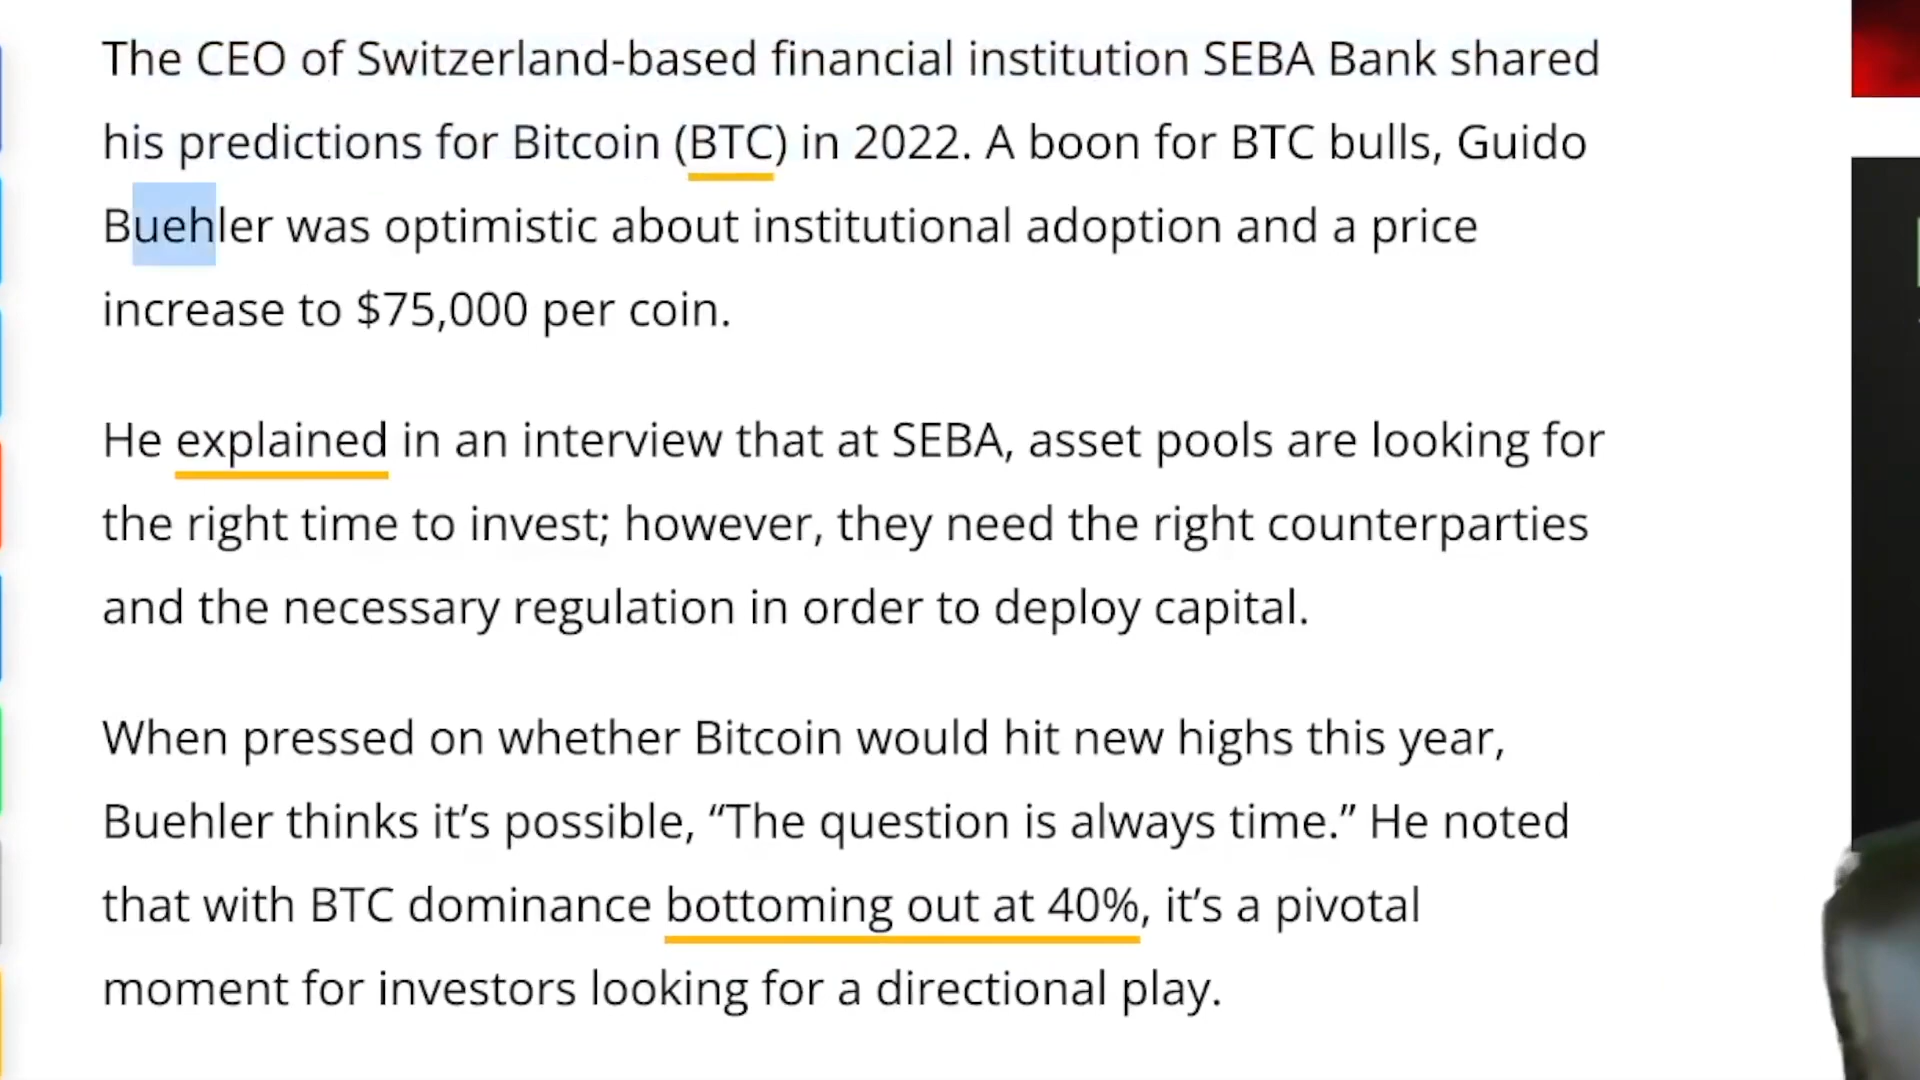 The CEO of Switzerland-based financial institution SEBA Bank shared
his predictions for Bitcoin (BTC) in 2022. A boon for BTC bulls, Guido
Buehler was optimistic about institutional adoption and a price
increase to $75,000 per coin.
He explained in an interview that at SEBA, asset pools are looking for
the right time to invest; however, they need the right counterparties
and the necessary regulation in order to deploy capital.
When pressed on whether Bitcoin would hit new highs this year,
Buehler thinks it’s possible, “The question is always time.” He noted
that with BTC dominance bottoming out at 40%, it’s a pivotal
moment for investors looking for a directional play.